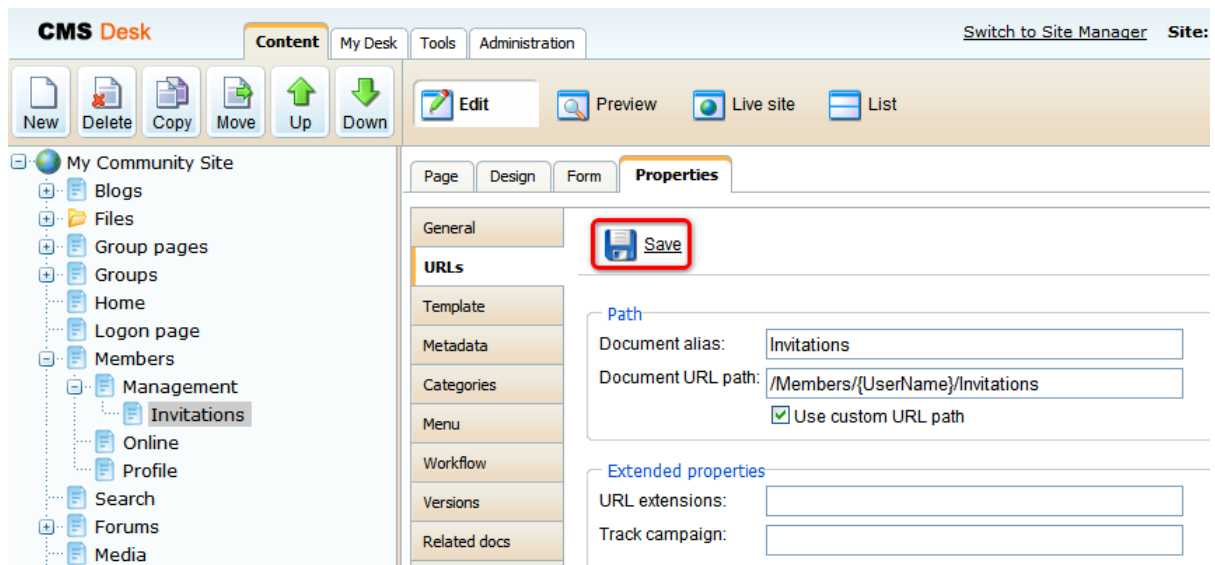 CMS Desk
Content My Desk Tools Administration
Switch to Site Manager Site:
New Delete Copy Move Up Down
Edit Preview Live site List
My Community Site
Blogs
Files
Group pages
Groups
Home
Logon page
Members
Management
Invitations
Online
Profile
Search
Forums
Media
Page Design Form Properties
General
URLs
Template
Metadata
Categories
Menu
Workflow
Versions
Related docs
Save
Path
Document alias: Invitations
Document URL path: /Members/{UserName}/Invitations
Use custom URL path
Extended properties
URL extensions:
Track campaign: